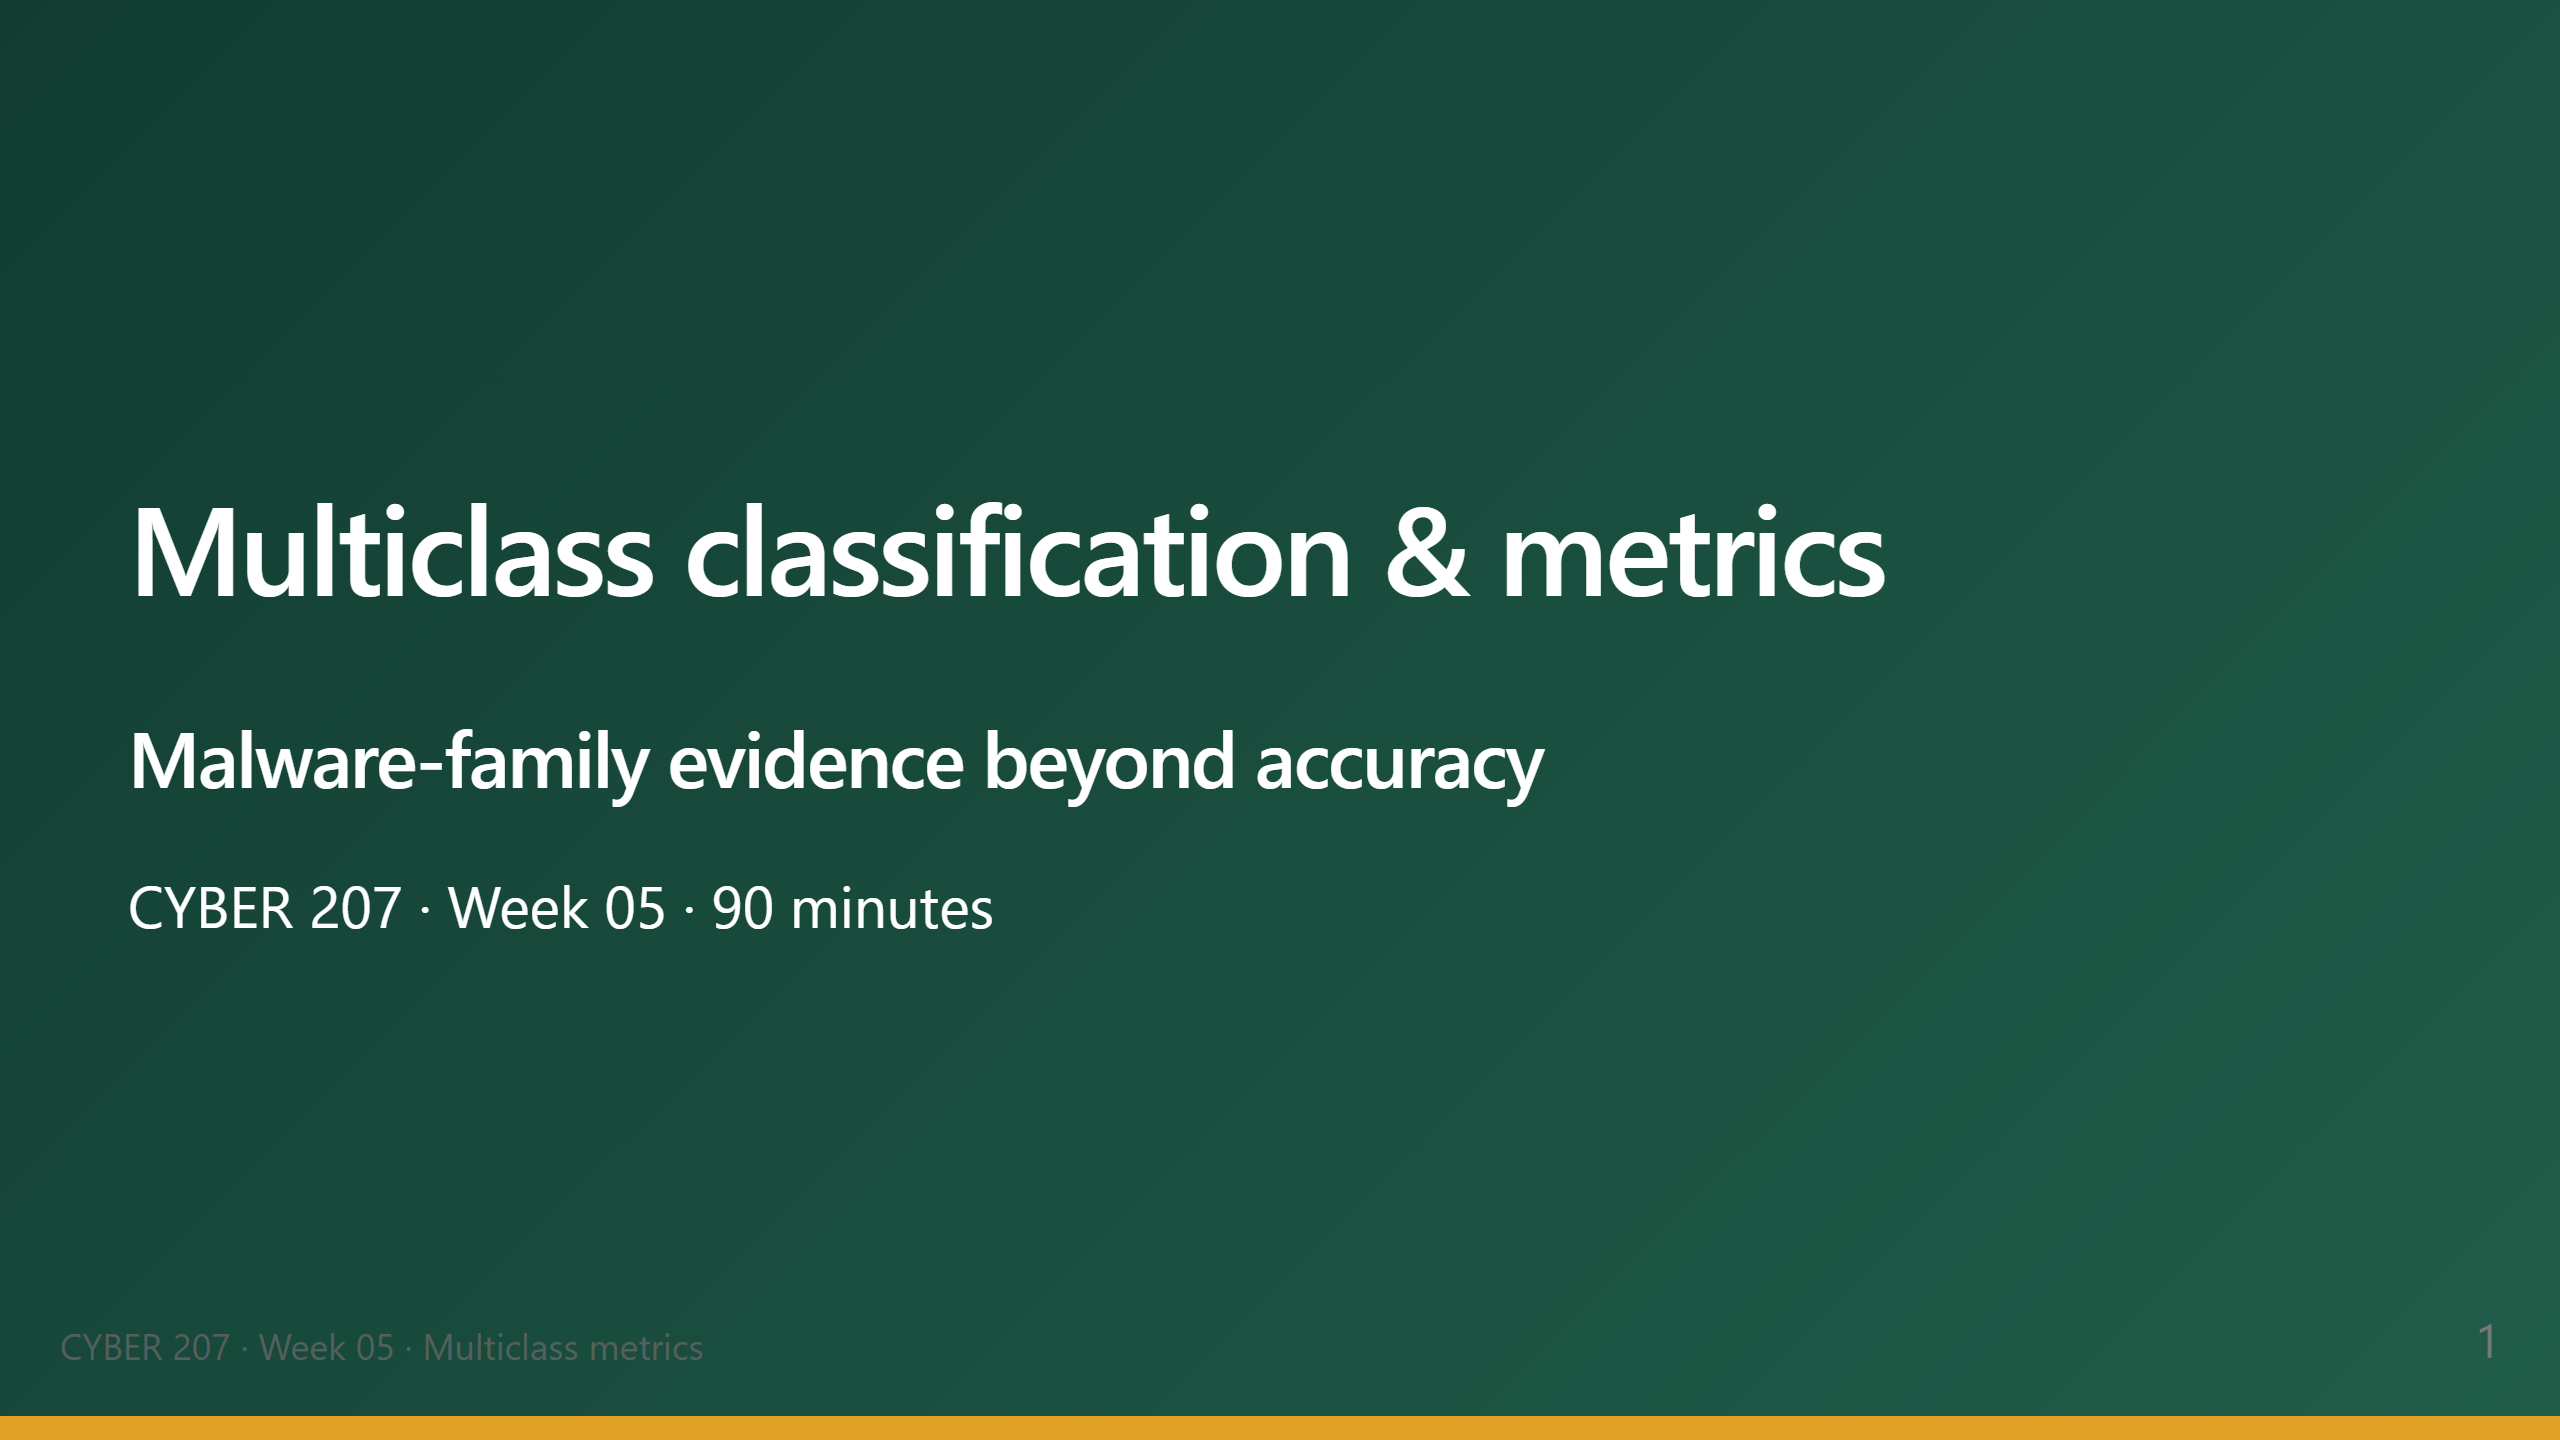 Multiclass classification & metrics
Malware-family evidence beyond accuracy
CYBER 207 · Week 05 · 90 minutes
CYBER 207 · Week 05 · Multiclass metrics
1